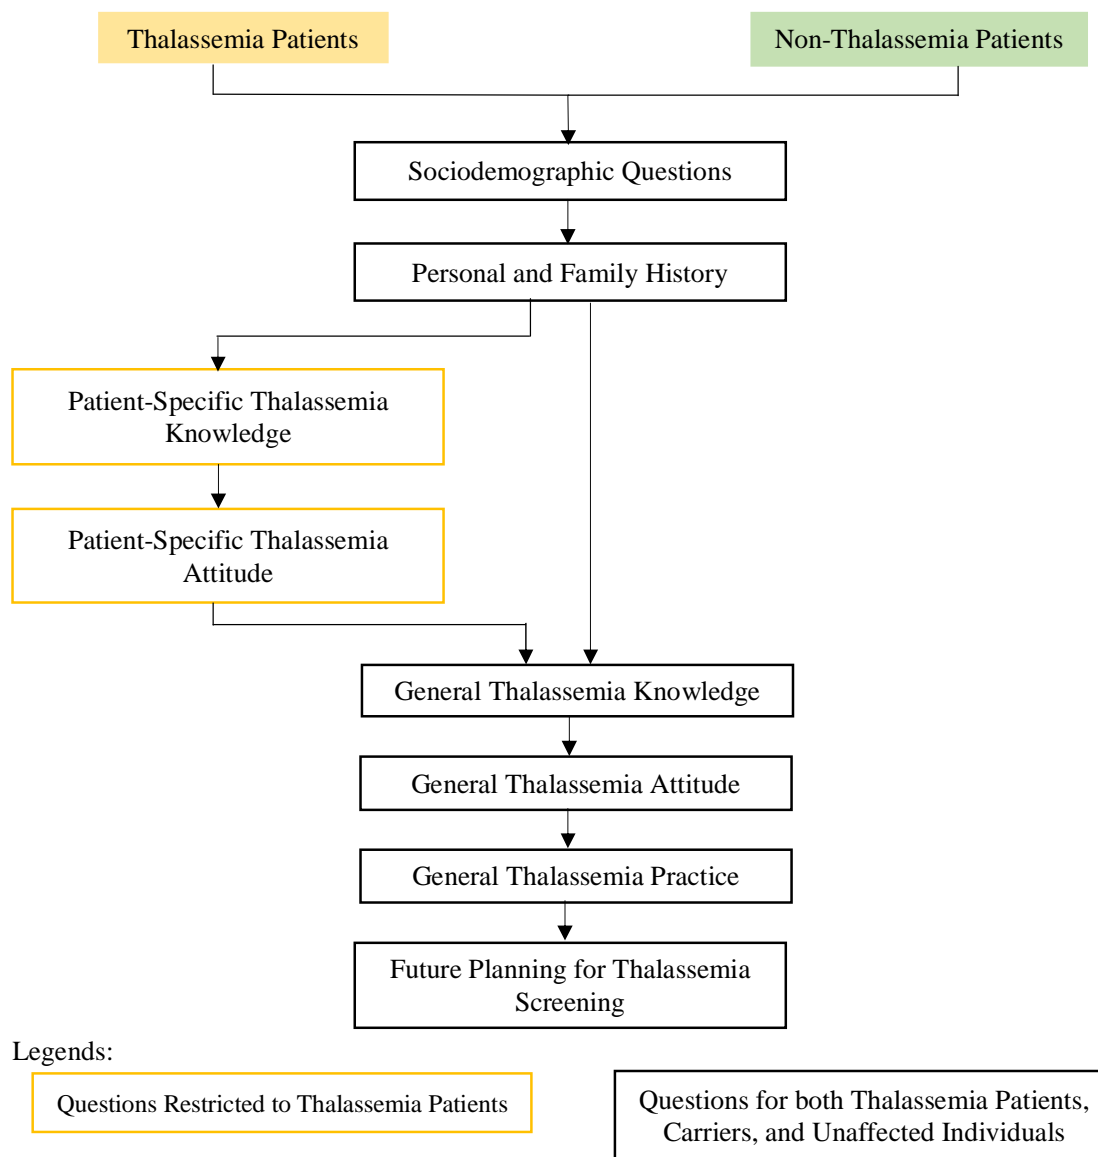 Thalassemia Patients
Non-Thalassemia Patients
Sociodemographic Questions
Personal and Family History
Patient-Specific Thalassemia
Knowledge
Patient-Specific Thalassemia
Attitude
General Thalassemia Knowledge
General Thalassemia Attitude
General Thalassemia Practice
Future Planning for Thalassemia
Screening
Legends:
Questions Restricted to Thalassemia Patients
Questions for both Thalassemia Patients,
Carriers, and Unaffected Individuals